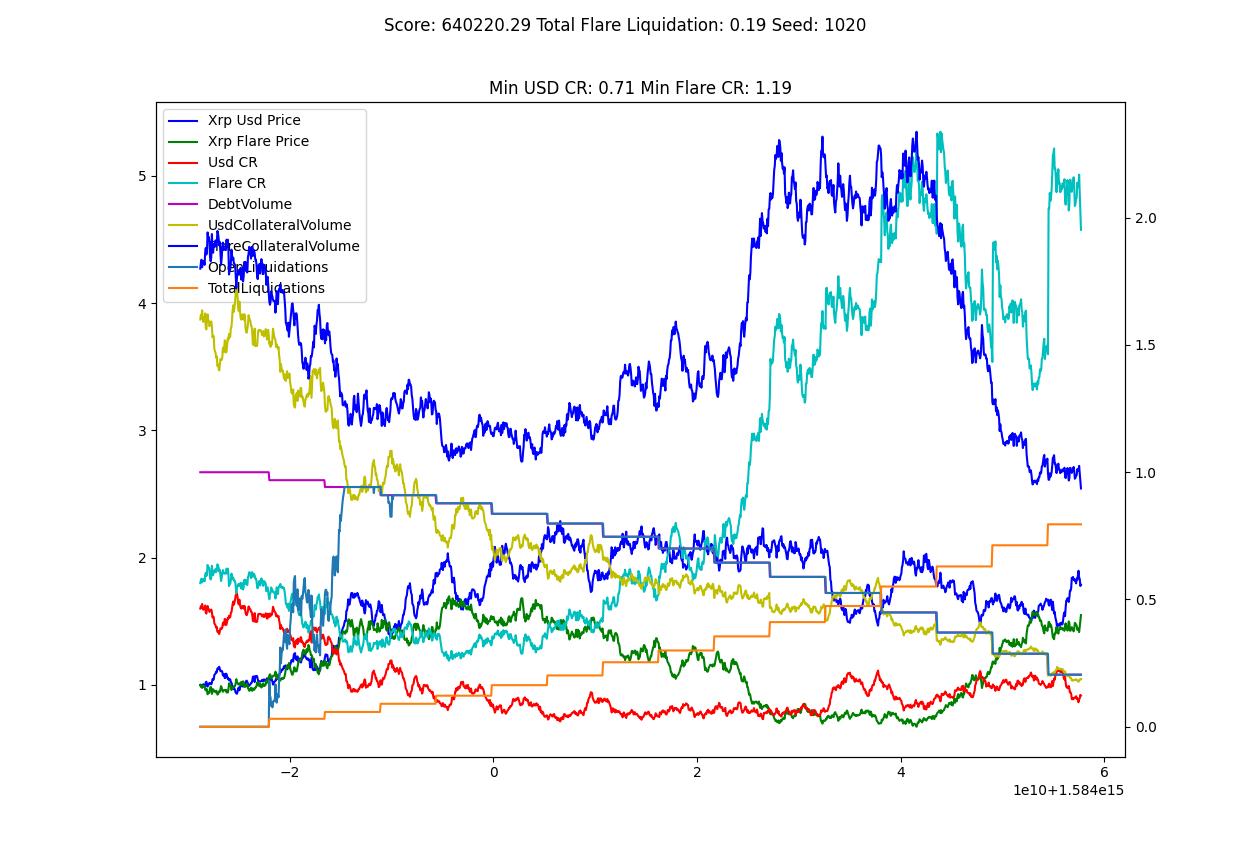 Score: 640220.29 Total Flare Liquidation: 0.19 Seed: 1020
Min USD CR: 0.71 Min Flare CR: 1.19
Xrp Usd Price
Xrp Flare Price
Usd CR
Flare CR
DebtVolume
UsdCollateralVolume
FlareCollateralVolume
OpenLiquidations
TotalLiquidations
5
4
3
2
1
2.0
1.5
1.0
0.5
0.0
−2 0 2 4 6
1e10+1.584e15